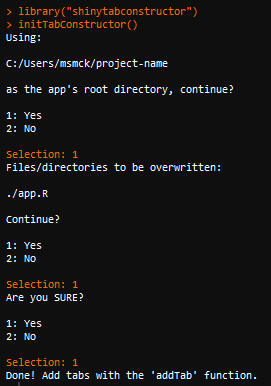 > library("shinytabconstructor")
> initTabConstructor()
Using:
C:/Users/msmck/project-name
as the app's root directory, continue?
1: Yes
2: No
Selection: 1
Files/directories to be overwritten:
./app.R
Continue?
1: Yes
2: No
Selection: 1
Are you SURE?
1: Yes
2: No
Selection: 1
Done! Add tabs with the 'addTab' function.